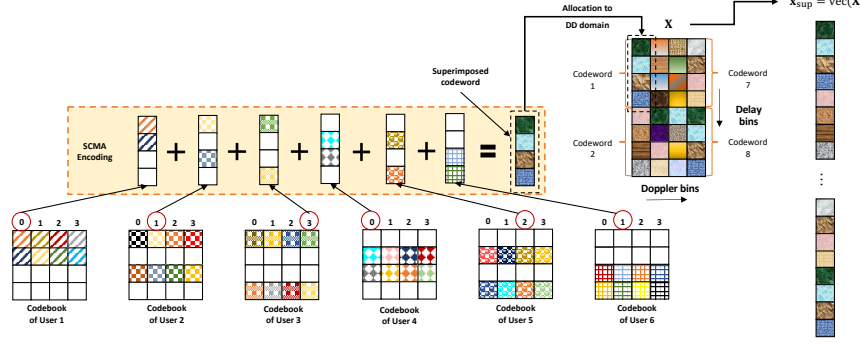 Allocation to
DD domain
X
x_sup = vec(X
Superimposed
codeword
Codeword
1
Codeword
7
Delay
bins
Codeword
2
Codeword
8
Doppler bins
SCMA
Encoding
+ + + + + =
⋮
0 1 2 3
0 1 2 3
0 1 2 3
0 1 2 3
0 1 2 3
0 1 2 3
Codebook
of User 1
Codebook
of User 2
Codebook
of User 3
Codebook
of User 4
Codebook
of User 5
Codebook
of User 6